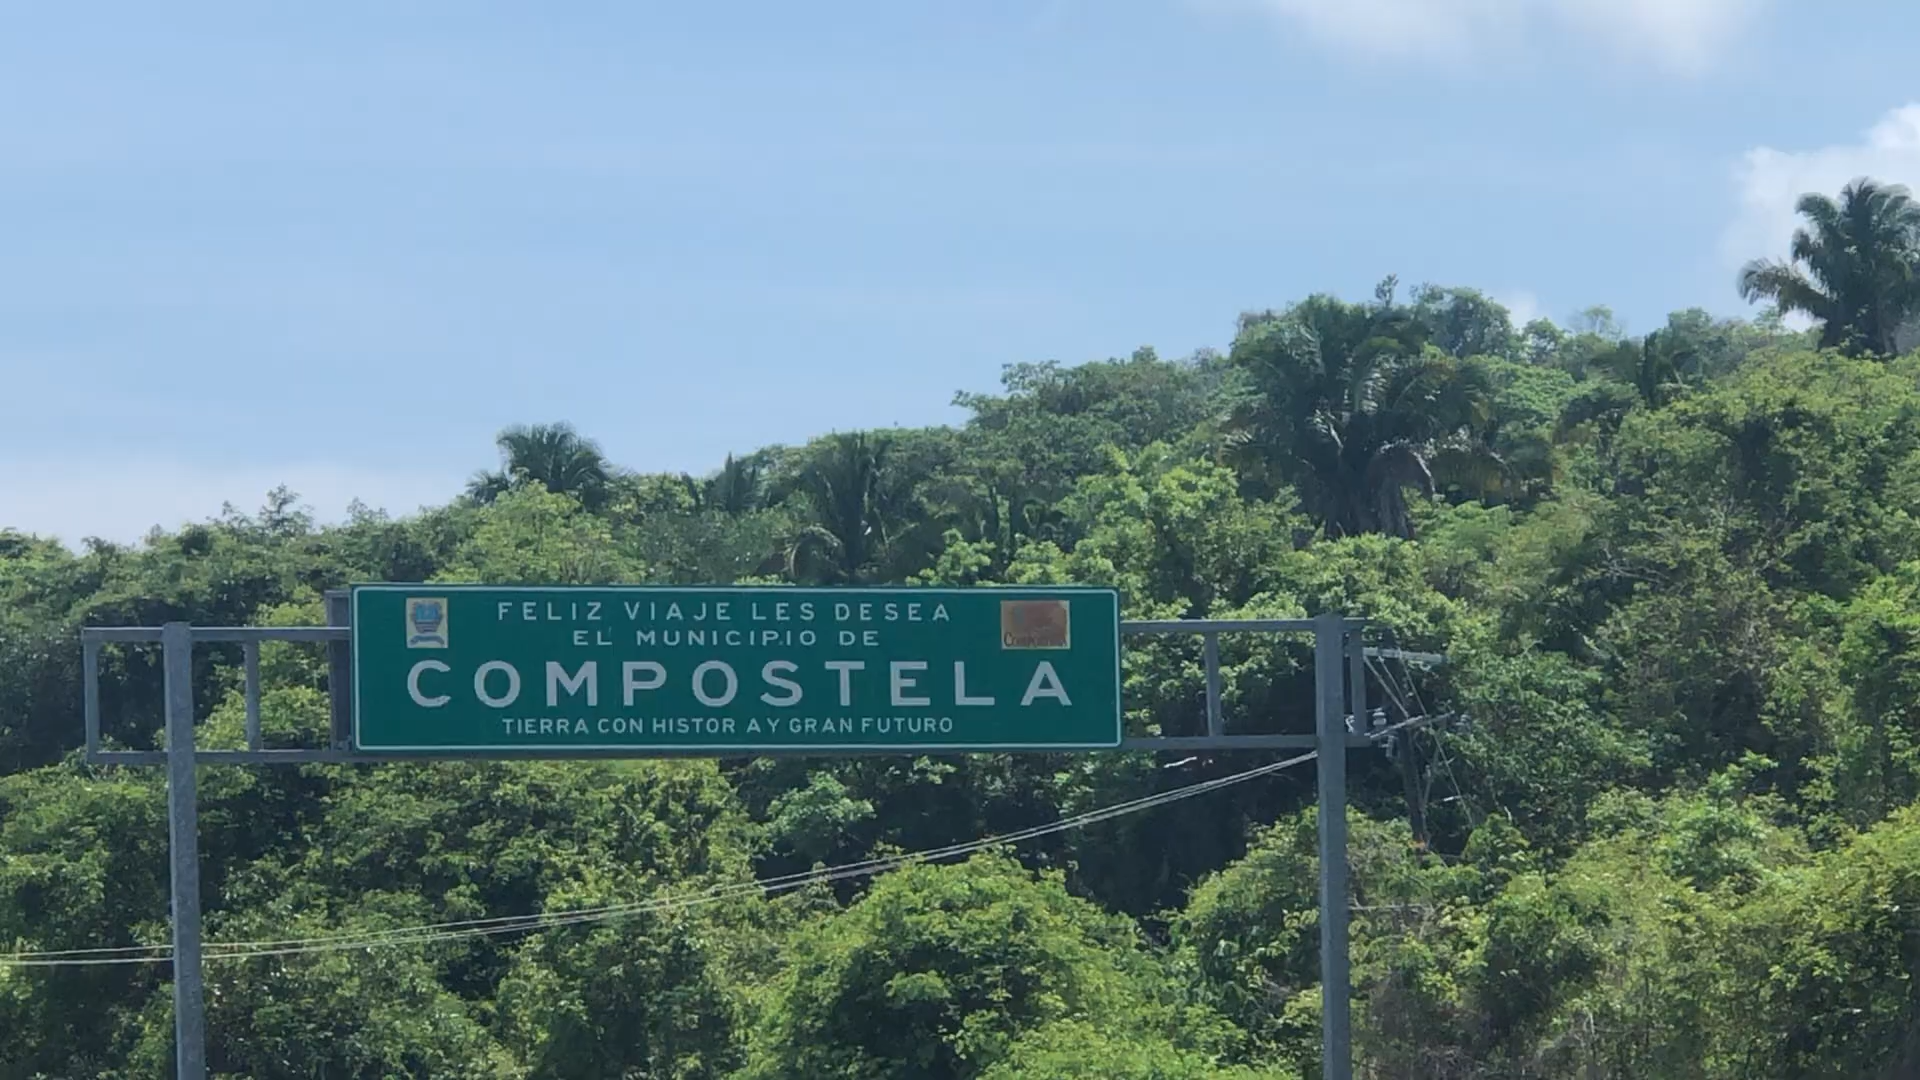 FELIZ VIAJE LES DESEA
EL MUNICIPIO DE
COMPOSTELA
TIERRA CON HISTOR A Y GRAN FUTURO